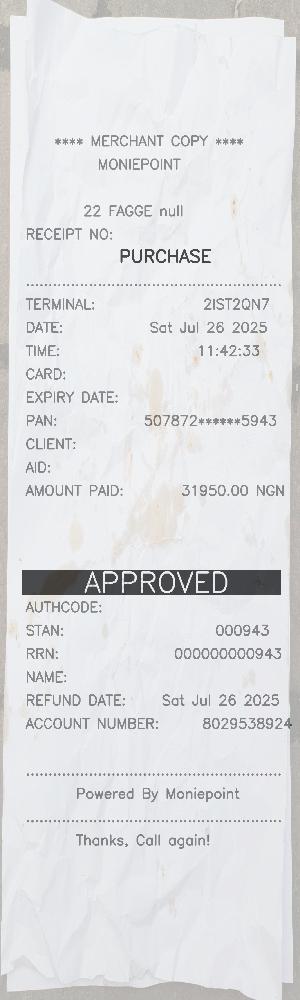 **** MERCHANT COPY ****
MONIEPOINT
22 FAGGE null
RECEIPT NO:
PURCHASE
TERMINAL: 2IST2QN7
DATE: Sat Jul 26 2025
TIME: 11:42:33
CARD:
EXPIRY DATE:
PAN: 507872******5943
CLIENT:
AID:
AMOUNT PAID: 31950.00 NGN
APPROVED
AUTHCODE:
STAN: 000943
RRN: 000000000943
NAME:
REFUND DATE: Sat Jul 26 2025
ACCOUNT NUMBER: 8029538924
Powered By Moniepoint
Thanks, Call again!